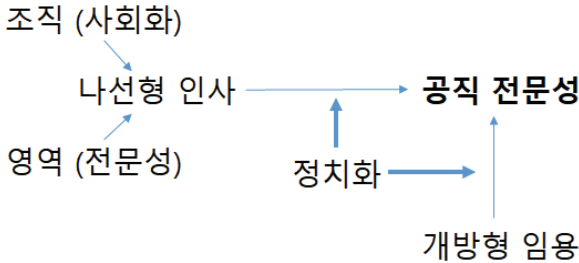 조직 (사회화)
나선형 인사
공직 전문성
영역 (전문성)
정치화
개방형 임용